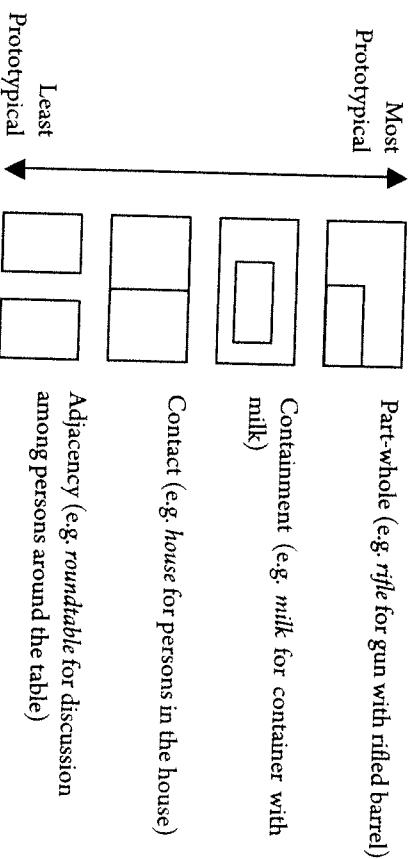 Most
Prototypical
Part-whole (e.g. rifle for gun with rifled barrel)
Containment (e.g. milk for container with
milk)
Contact (e.g. house for persons in the house)
Adjacency (e.g. roundtable for discussion
among persons around the table)
Least
Prototypical